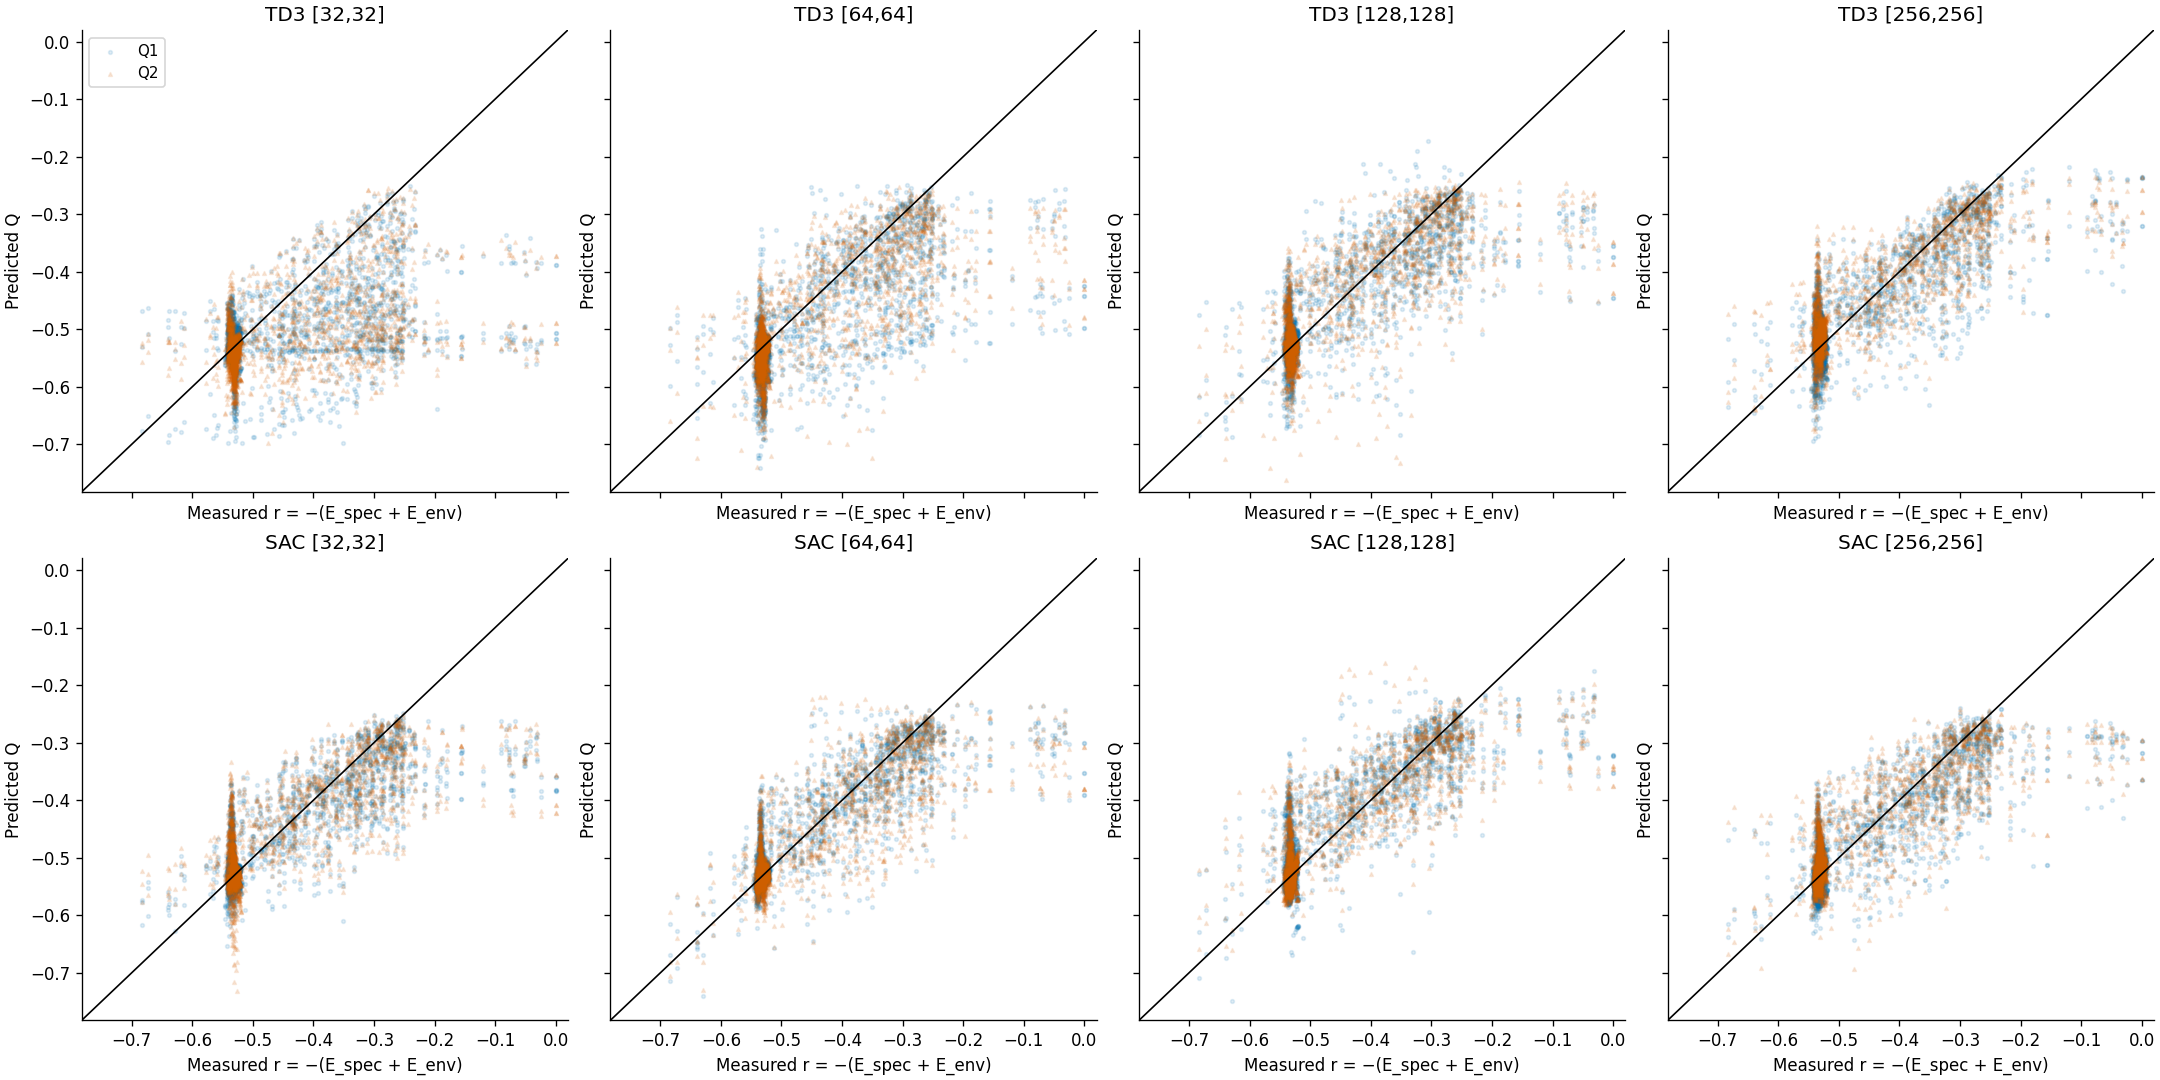 TD3 [32,32]
TD3 [64,64]
TD3 [128,128]
TD3 [256,256]
Q1
Q2
0.0
−0.1
−0.2
−0.3
−0.4
−0.5
−0.6
−0.7
Predicted Q
Predicted Q
Predicted Q
Predicted Q
Measured r = −(E_spec + E_env)
Measured r = −(E_spec + E_env)
Measured r = −(E_spec + E_env)
Measured r = −(E_spec + E_env)
SAC [32,32]
SAC [64,64]
SAC [128,128]
SAC [256,256]
0.0
−0.1
−0.2
−0.3
−0.4
−0.5
−0.6
−0.7
Predicted Q
Predicted Q
Predicted Q
Predicted Q
−0.7 −0.6 −0.5 −0.4 −0.3 −0.2 −0.1 0.0
−0.7 −0.6 −0.5 −0.4 −0.3 −0.2 −0.1 0.0
−0.7 −0.6 −0.5 −0.4 −0.3 −0.2 −0.1 0.0
−0.7 −0.6 −0.5 −0.4 −0.3 −0.2 −0.1 0.0
Measured r = −(E_spec + E_env)
Measured r = −(E_spec + E_env)
Measured r = −(E_spec + E_env)
Measured r = −(E_spec + E_env)